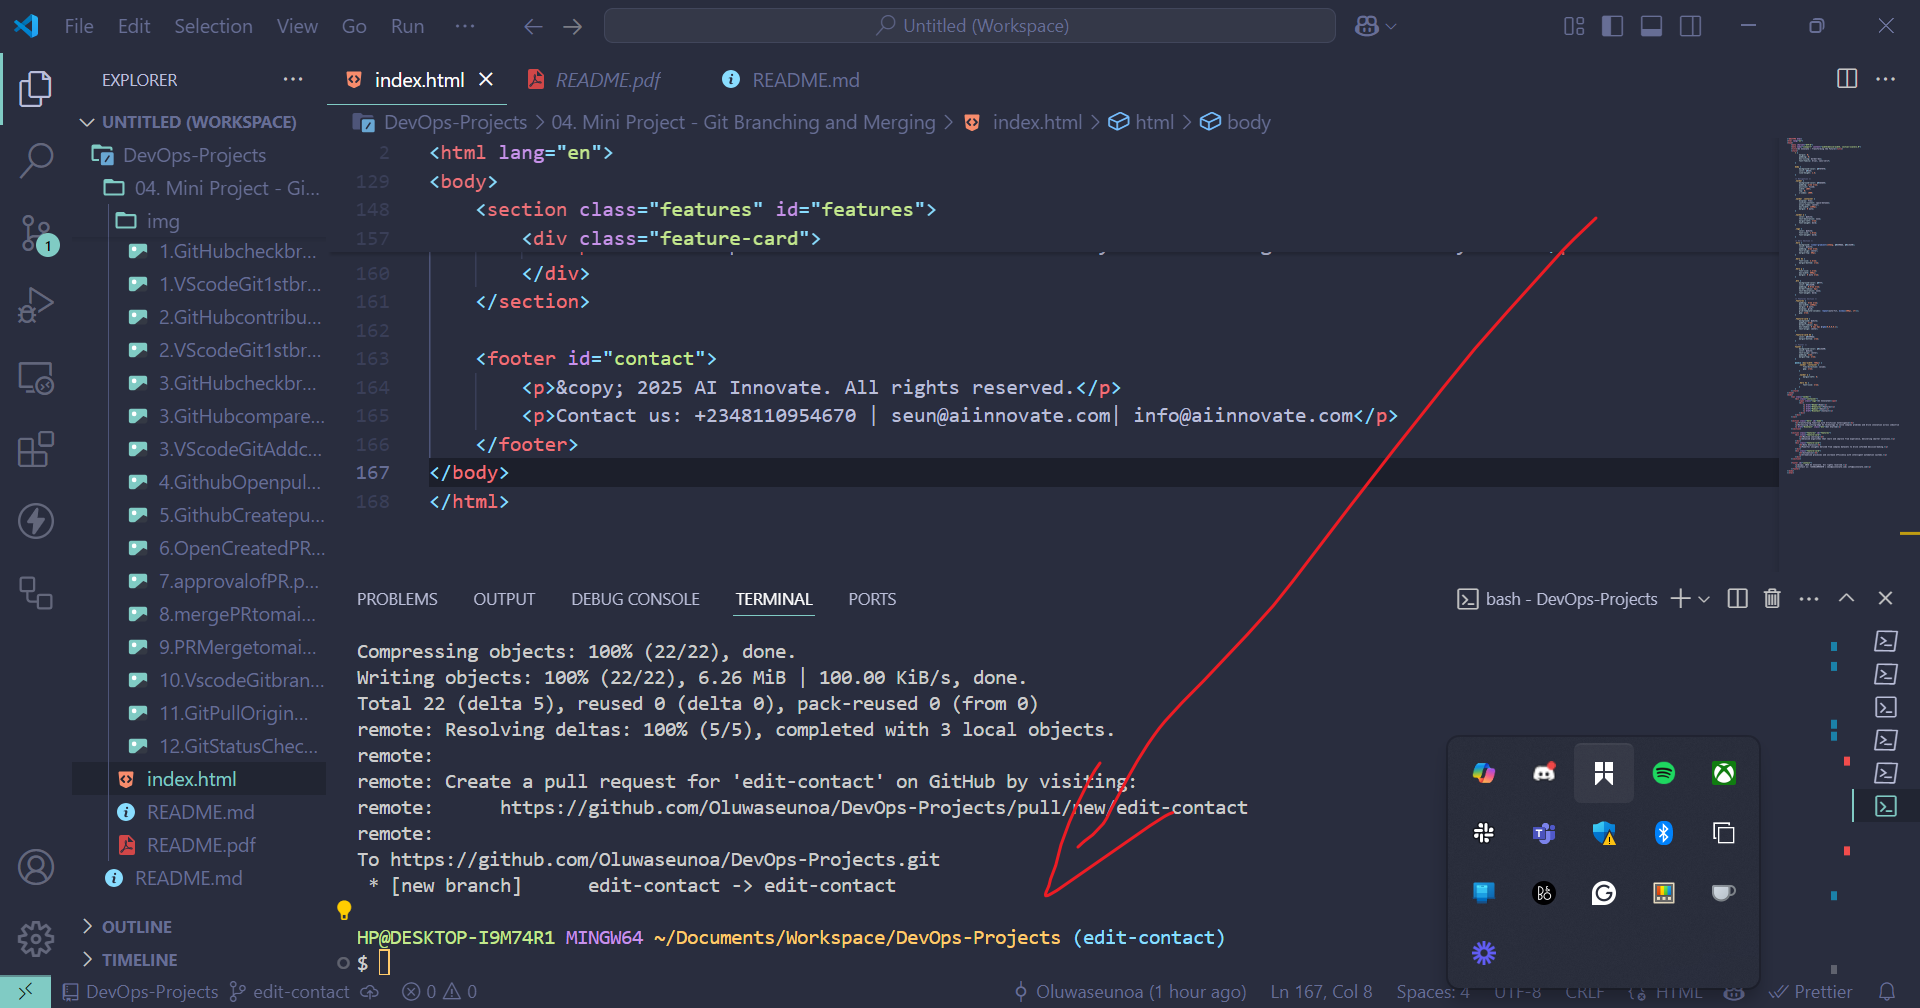 File Edit Selection View Go Run ··· Untitled (Workspace)
EXPLORER ···
index.html README.pdf README.md
UNTITLED (WORKSPACE)
DevOps-Projects
04. Mini Project - Gi...
img
1.GitHubcheckbr...
1.VScodeGit1stbr...
2.GitHubcontribu...
2.VScodeGit1stbr...
3.GitHubcheckbr...
3.GitHubcompare...
3.VScodeGitAddc...
4.GithubOpenpul...
5.GithubCreatepu...
6.OpenCreatedPR...
7.approvalofPR.p...
8.mergePRtomai...
9.PRMergetomai...
10.VscodeGitbran...
11.GitPullOrigin...
12.GitStatusChec...
index.html
README.md
README.pdf
README.md
OUTLINE
TIMELINE
1
DevOps-Projects > 04. Mini Project - Git Branching and Merging > index.html > html > body
2 <html lang="en">
129 <body>
148 <section class="features" id="features">
157 <div class="feature-card">
160 </div>
161 </section>
162
163 <footer id="contact">
164 <p>&copy; 2025 AI Innovate. All rights reserved.</p>
165 <p>Contact us: +2348110954670 | seun@aiinnovate.com| info@aiinnovate.com</p>
166 </footer>
167 </body>
168 </html>
PROBLEMS OUTPUT DEBUG CONSOLE TERMINAL PORTS
bash - DevOps-Projects
Compressing objects: 100% (22/22), done.
Writing objects: 100% (22/22), 6.26 MiB | 100.00 KiB/s, done.
Total 22 (delta 5), reused 0 (delta 0), pack-reused 0 (from 0)
remote: Resolving deltas: 100% (5/5), completed with 3 local objects.
remote:
remote: Create a pull request for 'edit-contact' on GitHub by visiting:
remote: https://github.com/Oluwaseunoa/DevOps-Projects/pull/new/edit-contact
remote:
To https://github.com/Oluwaseunoa/DevOps-Projects.git
* [new branch] edit-contact -> edit-contact
HP@DESKTOP-I9M74R1 MINGW64 ~/Documents/Workspace/DevOps-Projects (edit-contact)
$
DevOps-Projects edit-contact 0 0 Oluwaseunoa (1 hour ago) Ln 167, Col 8 Spaces: 4 UTF-8 CRLF HTML Prettier